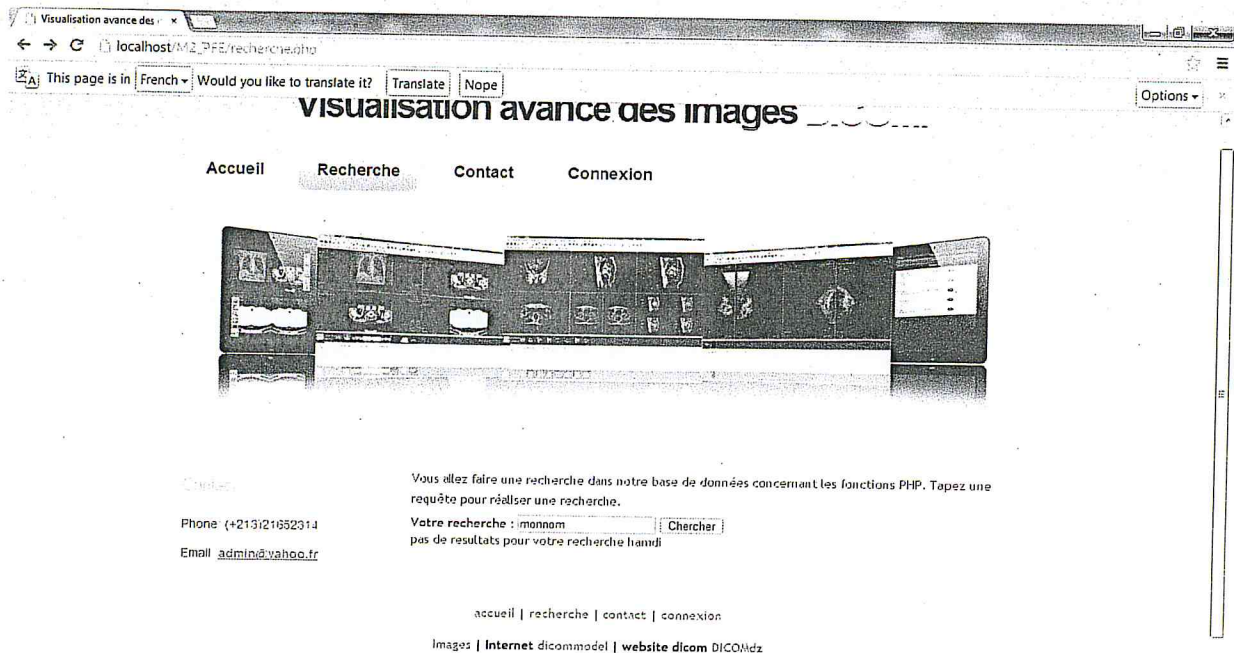 Visualisation avance des
localhost/M2_PFE/recherche.php
This page is in French Would you like to translate it? Translate Nope
Options
Visualisation avance des images
Accueil Recherche Contact Connexion
Contact
Vous allez faire une recherche dans notre base de données concernant les fonctions PHP. Tapez une
requête pour réaliser une recherche.
Phone: (+213)21652314
Votre recherche : monnom Chercher
pas de resultats pour votre recherche hamdi
Email admin@yahoo.fr
accueil | recherche | contact | connexion
Images | Internet dicommodel | website dicom DICOMdz